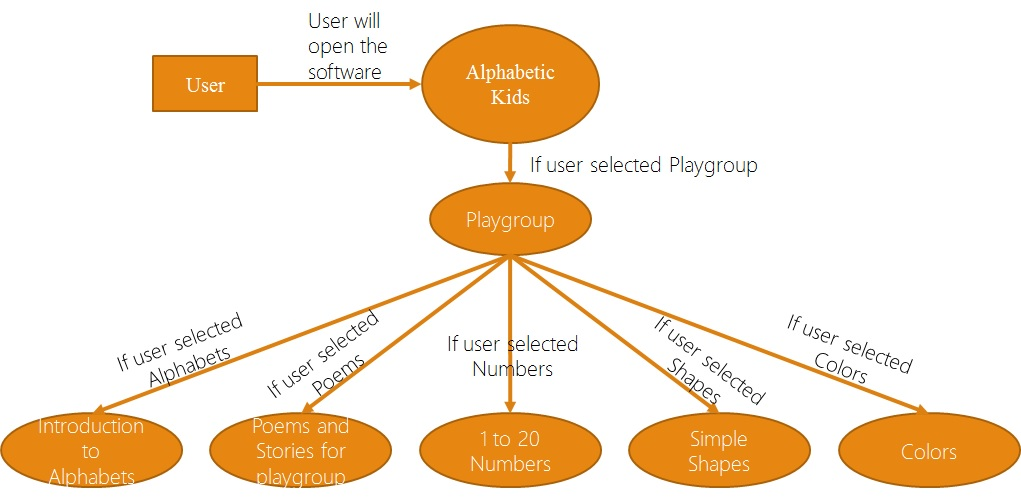 User will
open the
software
User
Alphabetic
Kids
If user selected Playgroup
Playgroup
If user selected
Alphabets
If user selected
Poems
If user selected
Numbers
If user selected
Shapes
If user selected
Colors
Introduction
to
Alphabets
Poems and
Stories for
playgroup
1 to 20
Numbers
Simple
Shapes
Colors